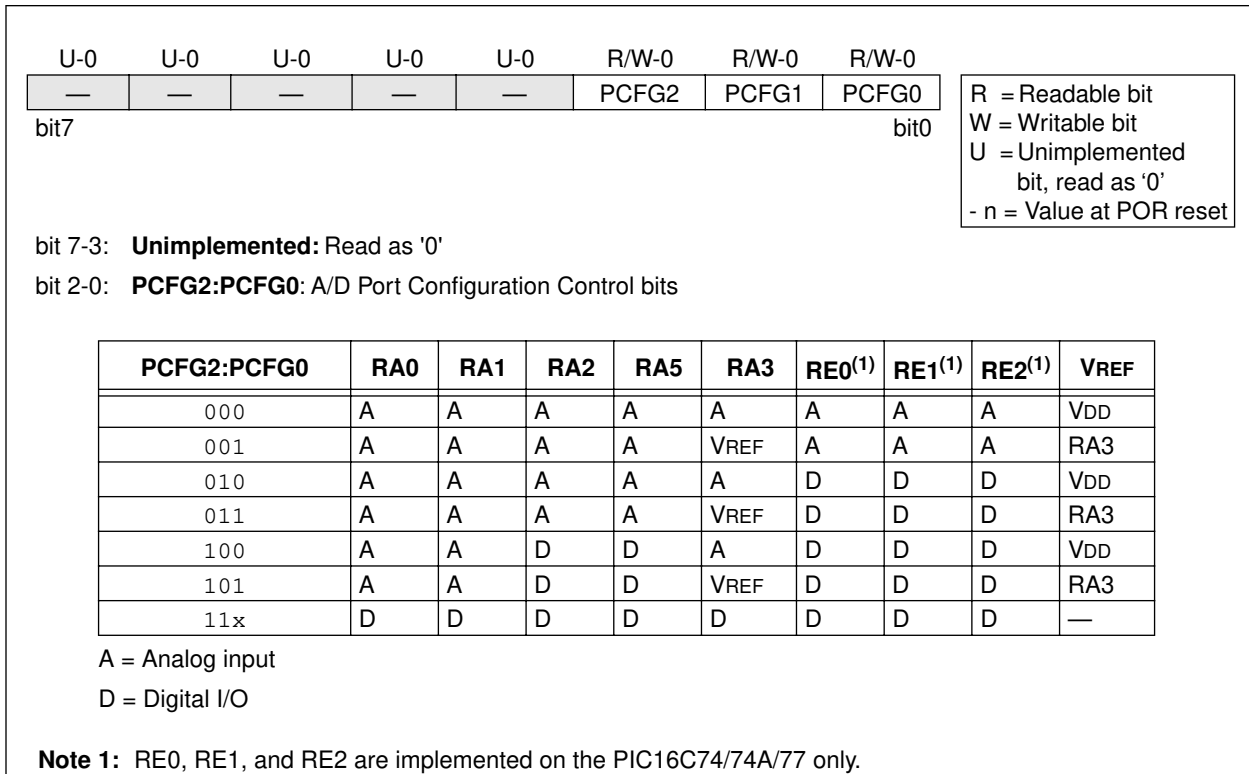 U-0 U-0 U-0 U-0 U-0 R/W-0 R/W-0 R/W-0
— — — — — PCFG2 PCFG1 PCFG0
bit7 bit0
R = Readable bit
W = Writable bit
U = Unimplemented
bit, read as ‘0’
- n = Value at POR reset
bit 7-3: Unimplemented: Read as '0'
bit 2-0: PCFG2:PCFG0: A/D Port Configuration Control bits
PCFG2:PCFG0 RA0 RA1 RA2 RA5 RA3 RE0(1) RE1(1) RE2(1) VREF
000 A A A A A A A A VDD
001 A A A A VREF A A A RA3
010 A A A A A D D D VDD
011 A A A A VREF D D D RA3
100 A A D D A D D D VDD
101 A A D D VREF D D D RA3
11x D D D D D D D D —
A = Analog input
D = Digital I/O
Note 1: RE0, RE1, and RE2 are implemented on the PIC16C74/74A/77 only.